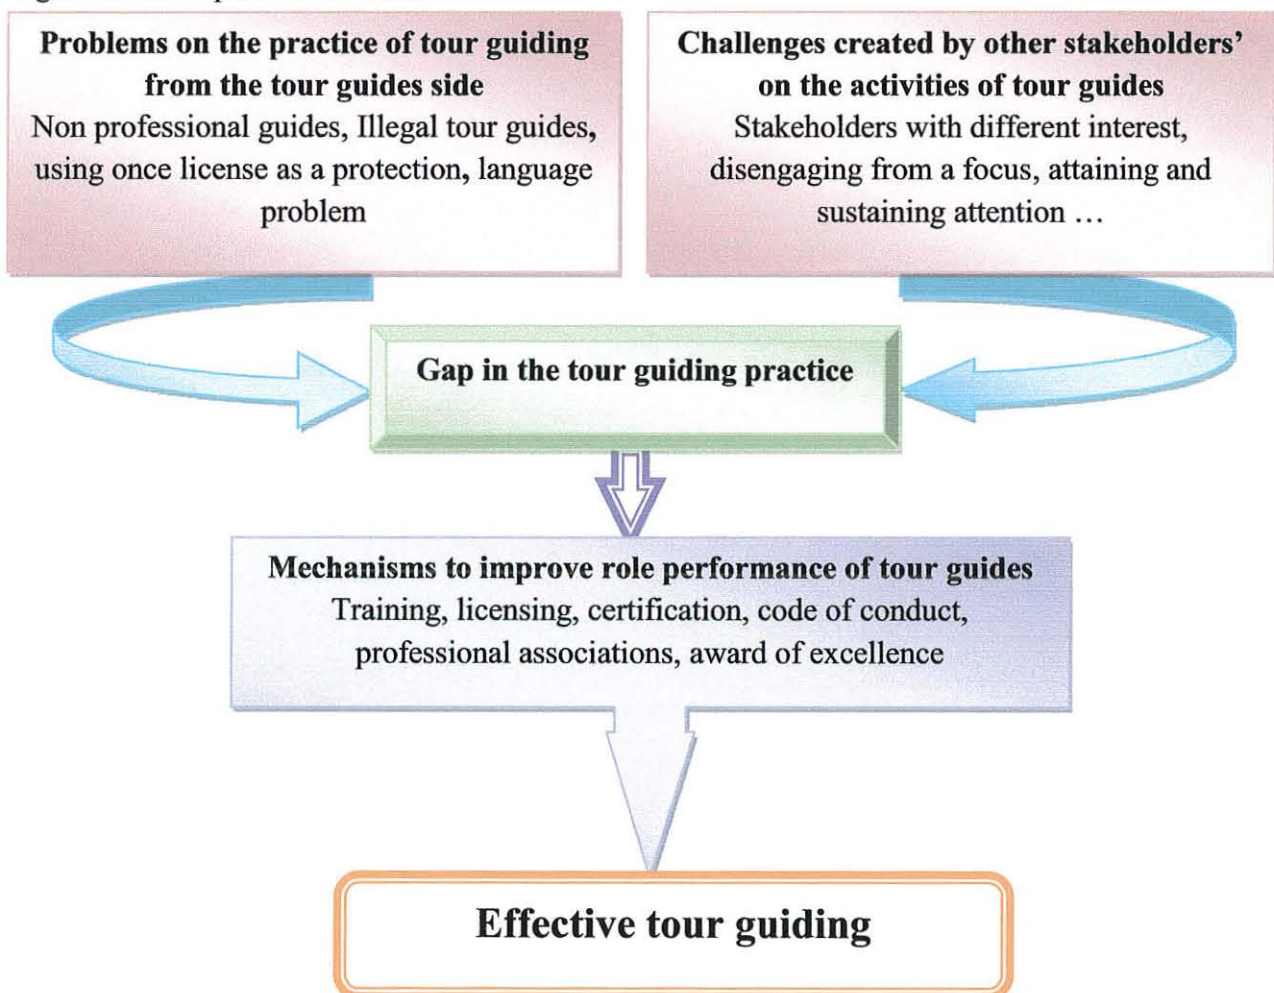 Problems on the practice of tour guiding
from the tour guides side
Non professional guides, Illegal tour guides,
using once license as a protection, language
problem
Challenges created by other stakeholders'
on the activities of tour guides
Stakeholders with different interest,
disengaging from a focus, attaining and
sustaining attention …
Gap in the tour guiding practice
Mechanisms to improve role performance of tour guides
Training, licensing, certification, code of conduct,
professional associations, award of excellence
Effective tour guiding